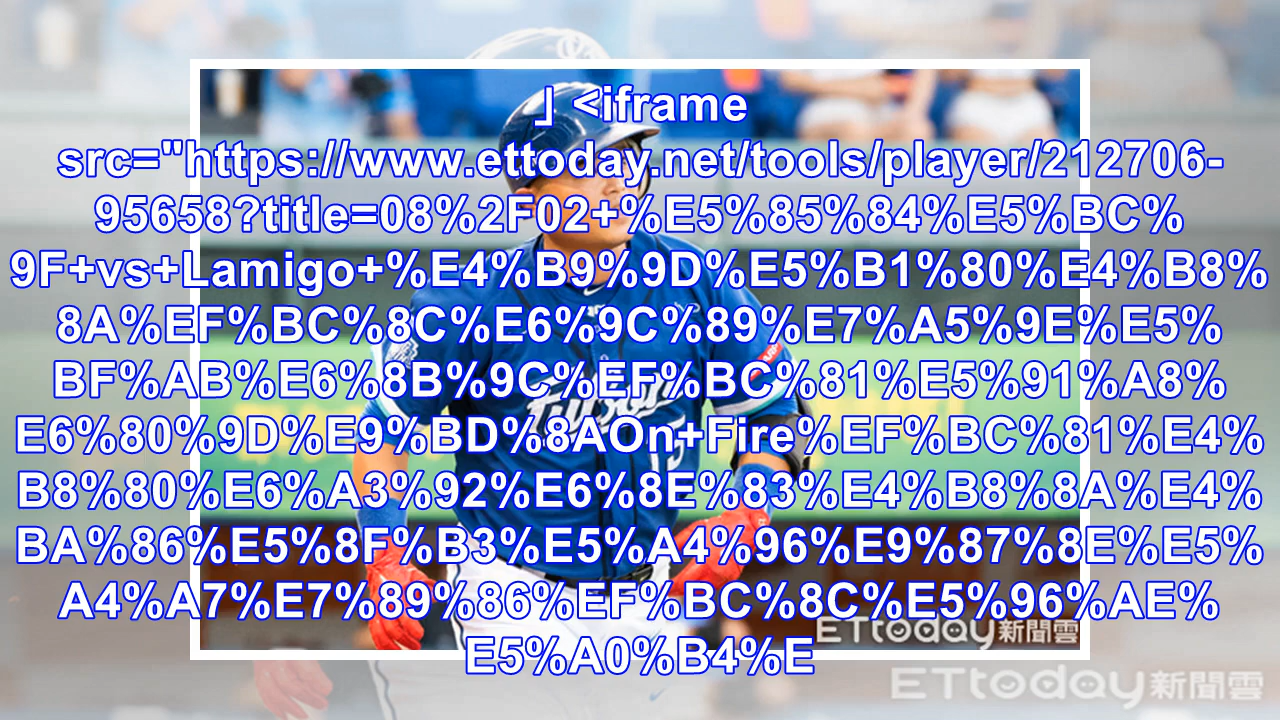 」 <iframe
src="https://www.ettoday.net/tools/player/212706-
95658?title=08%2F02+%E5%85%84%E5%BC%
9F+vs+Lamigo+%E4%B9%9D%E5%B1%80%E4%B8%
8A%EF%BC%8C%E6%9C%89%E7%A5%9E%E5%
BF%AB%E6%8B%9C%EF%BC%81%E5%91%A8%
E6%80%9D%E9%BD%8AOn+Fire%EF%BC%81%E4%
B8%80%E6%A3%92%E6%8E%83%E4%B8%8A%E4%
BA%86%E5%8F%B3%E5%A4%96%E9%87%8E%E5%
A4%A7%E7%89%86%EF%BC%8C%E5%96%AE%
E5%A0%B4%E
ETtoday新聞雲
ETtoday新聞雲